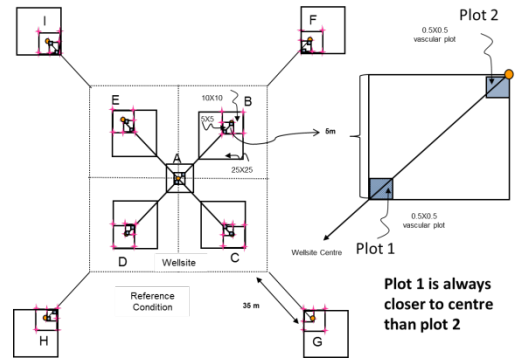 I
F
Plot 2
0.5X0.5
vascular plot
E
10X10
B
5X5
A
5m
25X25
D
Wellsite
C
0.5X0.5
vascular plot
Wellsite Centre
Plot 1
Reference
Condition
35 m
Plot 1 is always
closer to centre
than plot 2
H
G